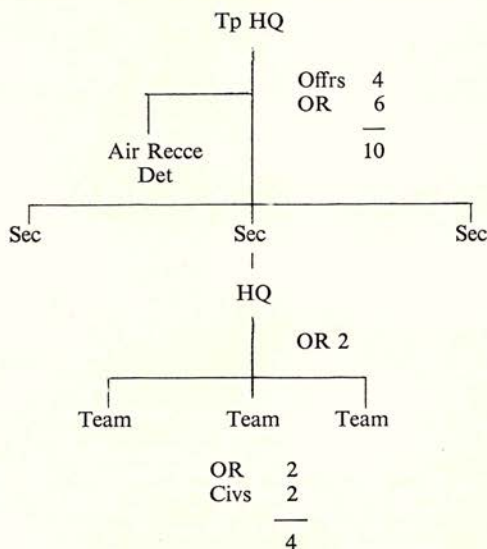 Tp HQ
Offrs 4
OR 6
10
Air Recce
Det
Sec Sec Sec
HQ
OR 2
Team Team Team
OR 2
Civs 2
4